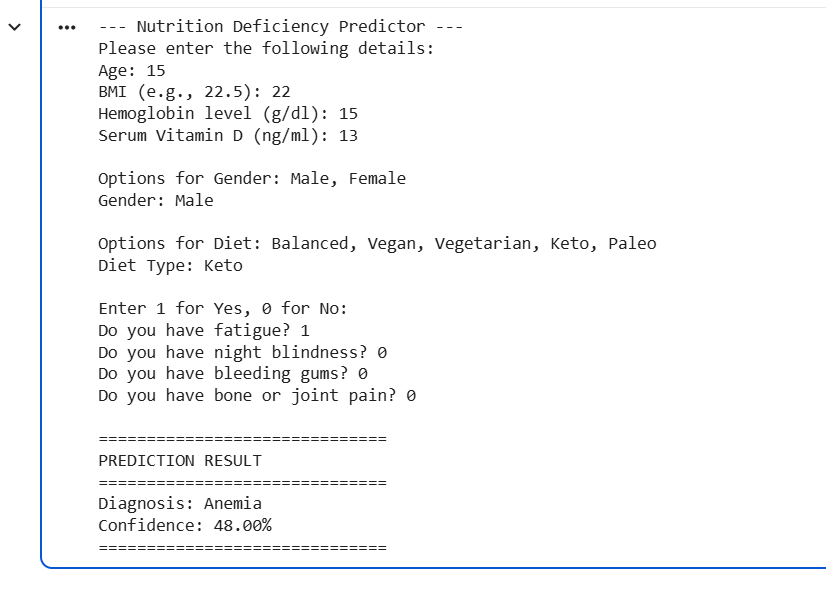 --- Nutrition Deficiency Predictor ---
Please enter the following details:
Age: 15
BMI (e.g., 22.5): 22
Hemoglobin level (g/dl): 15
Serum Vitamin D (ng/ml): 13
Options for Gender: Male, Female
Gender: Male
Options for Diet: Balanced, Vegan, Vegetarian, Keto, Paleo
Diet Type: Keto
Enter 1 for Yes, 0 for No:
Do you have fatigue? 1
Do you have night blindness? 0
Do you have bleeding gums? 0
Do you have bone or joint pain? 0
==============================
PREDICTION RESULT
==============================
Diagnosis: Anemia
Confidence: 48.00%
==============================